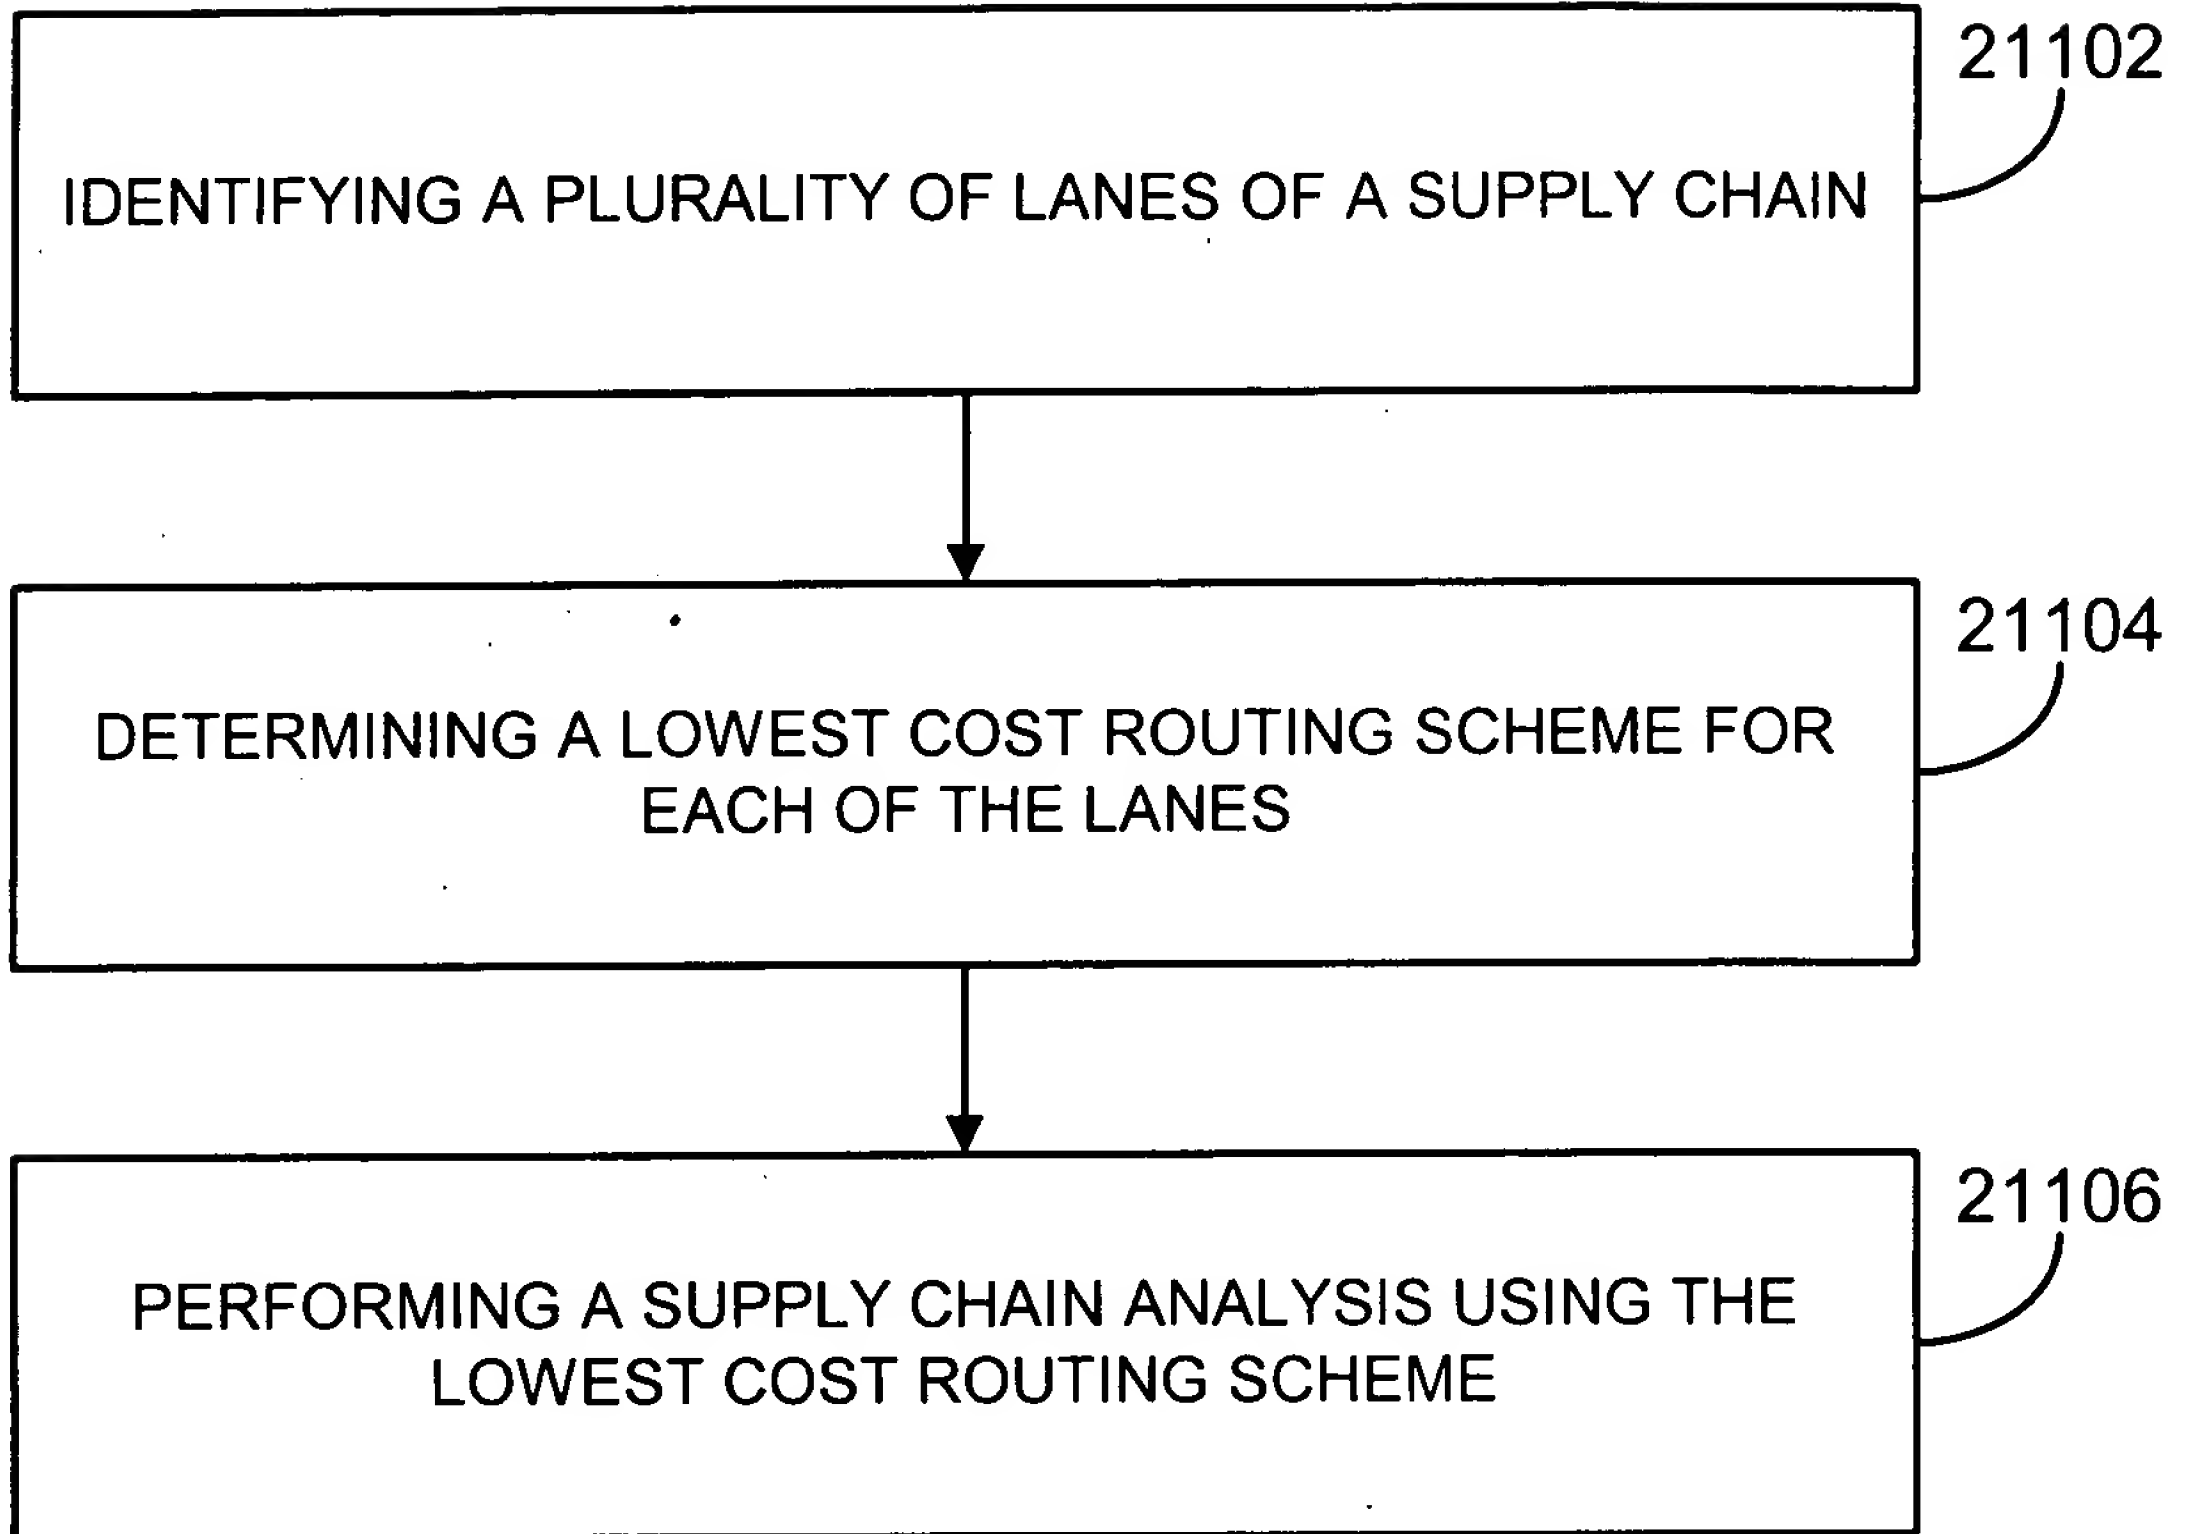 21102
IDENTIFYING A PLURALITY OF LANES OF A SUPPLY CHAIN
21104
DETERMINING A LOWEST COST ROUTING SCHEME FOR
EACH OF THE LANES
21106
PERFORMING A SUPPLY CHAIN ANALYSIS USING THE
LOWEST COST ROUTING SCHEME